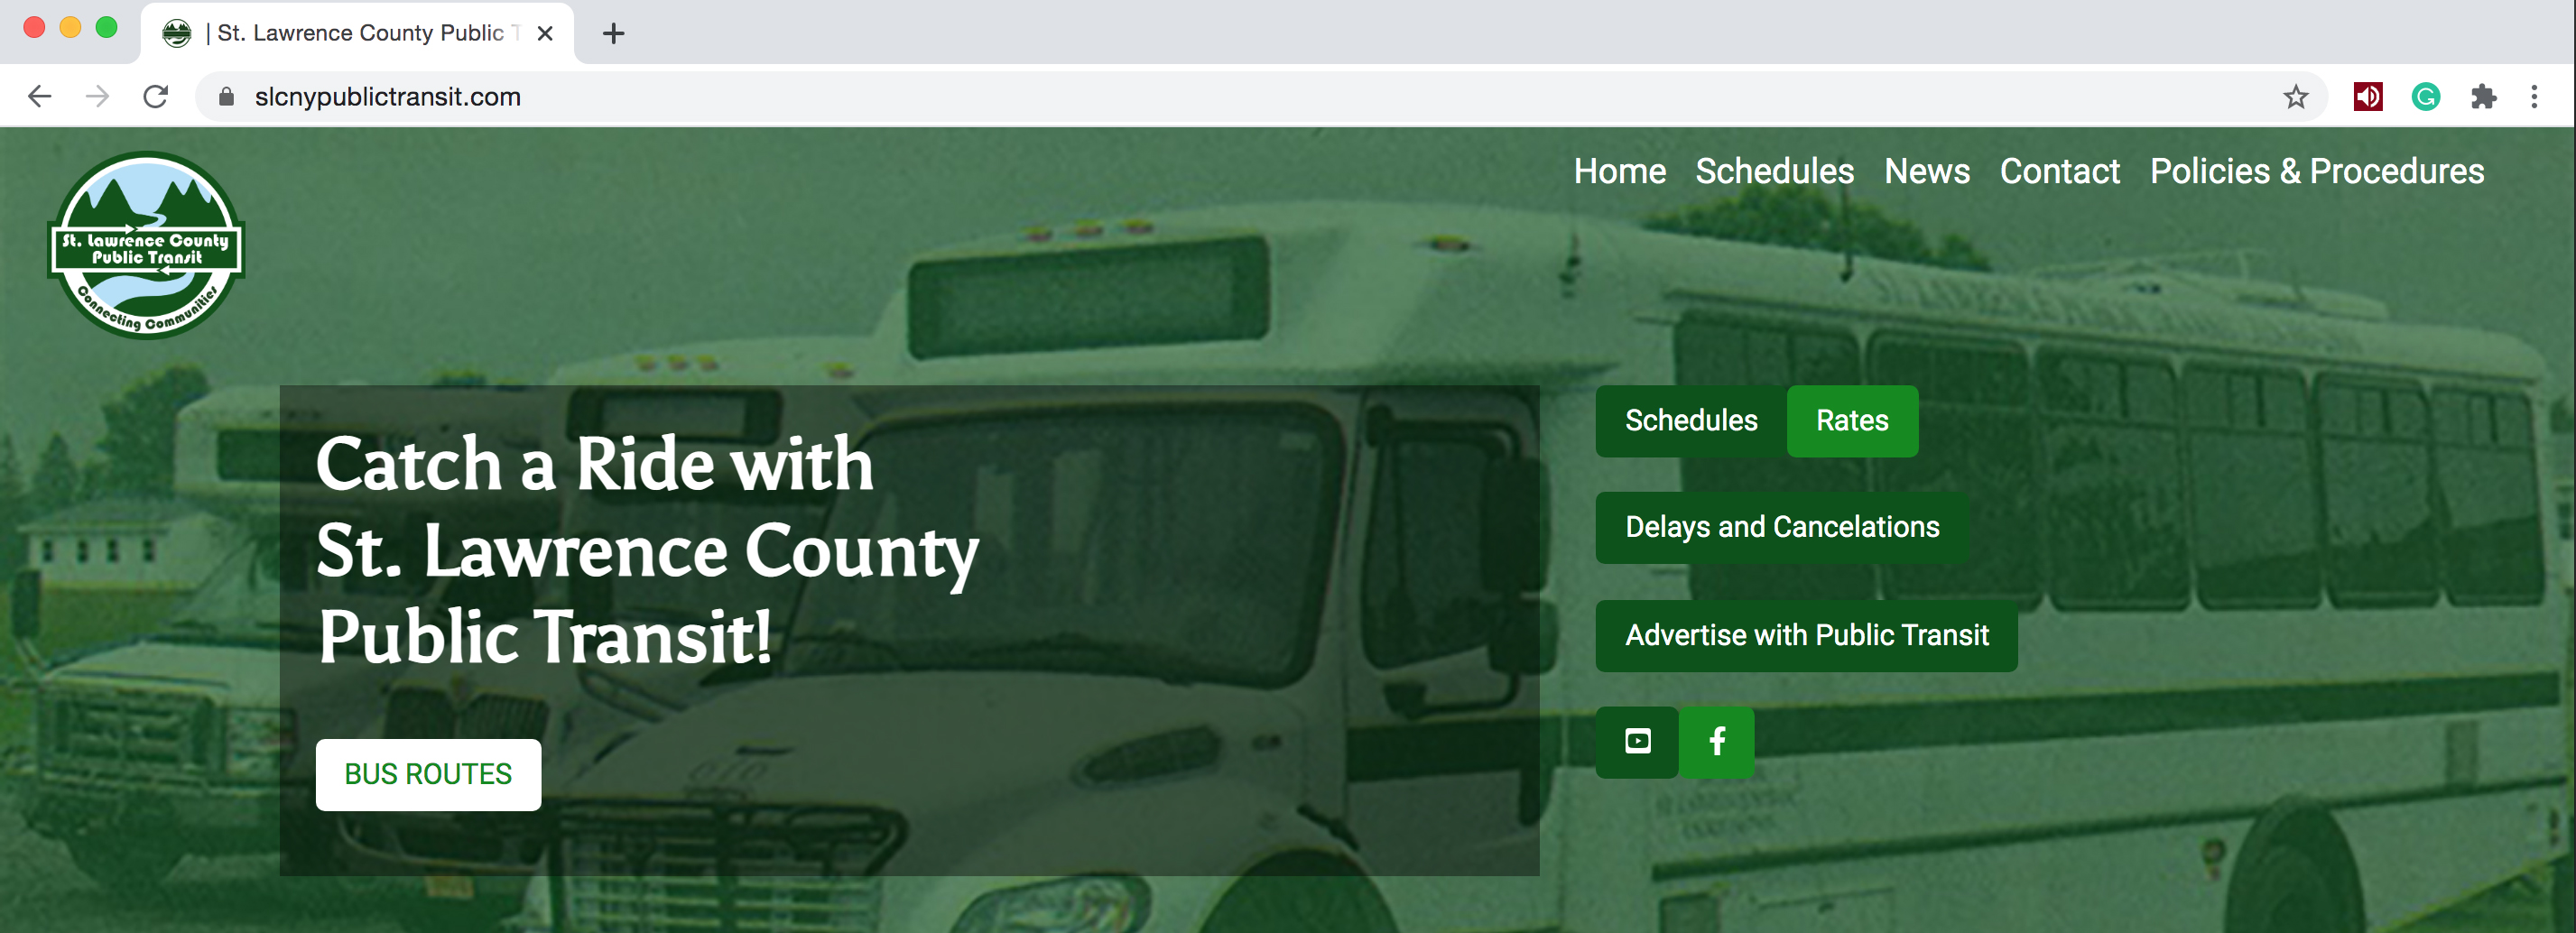 | St. Lawrence County Public T
slcnypublictransit.com
Home Schedules News Contact Policies & Procedures
St. Lawrence County
Public Transit
Connecting Communities
Catch a Ride with
St. Lawrence County
Public Transit!
BUS ROUTES
Schedules Rates
Delays and Cancelations
Advertise with Public Transit